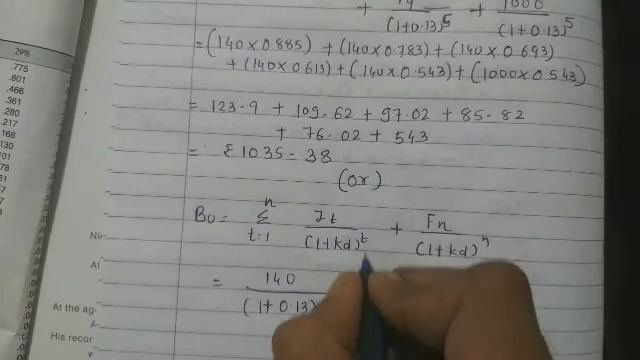 + (1+0.13)^5 + 1000/(1+0.13)^5
= (140×0.885) + (140×0.783) + (140×0.693)
+ (140×0.613) + (140×0.543) + (1000×0.543)
= 123.9 + 109.62 + 97.02 + 85.82
+ 76.02 + 543
= ₹1035.38
(Or)
B0 = Σ(t=1 to n) It/(1+kd)^t + Fn/(1+kd)^n
= 140/(1+0.13)
29%
.775
.601
.466
.361
.280
.217
168
130
101
At the ag
His recor